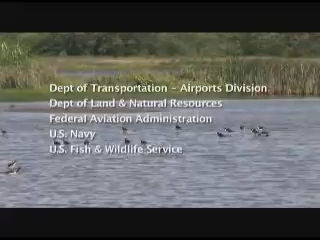 Dept of Transportation - Airports Division
Dept of Land & Natural Resources
Federal Aviation Administration
U.S. Navy
U.S. Fish & Wildlife Service